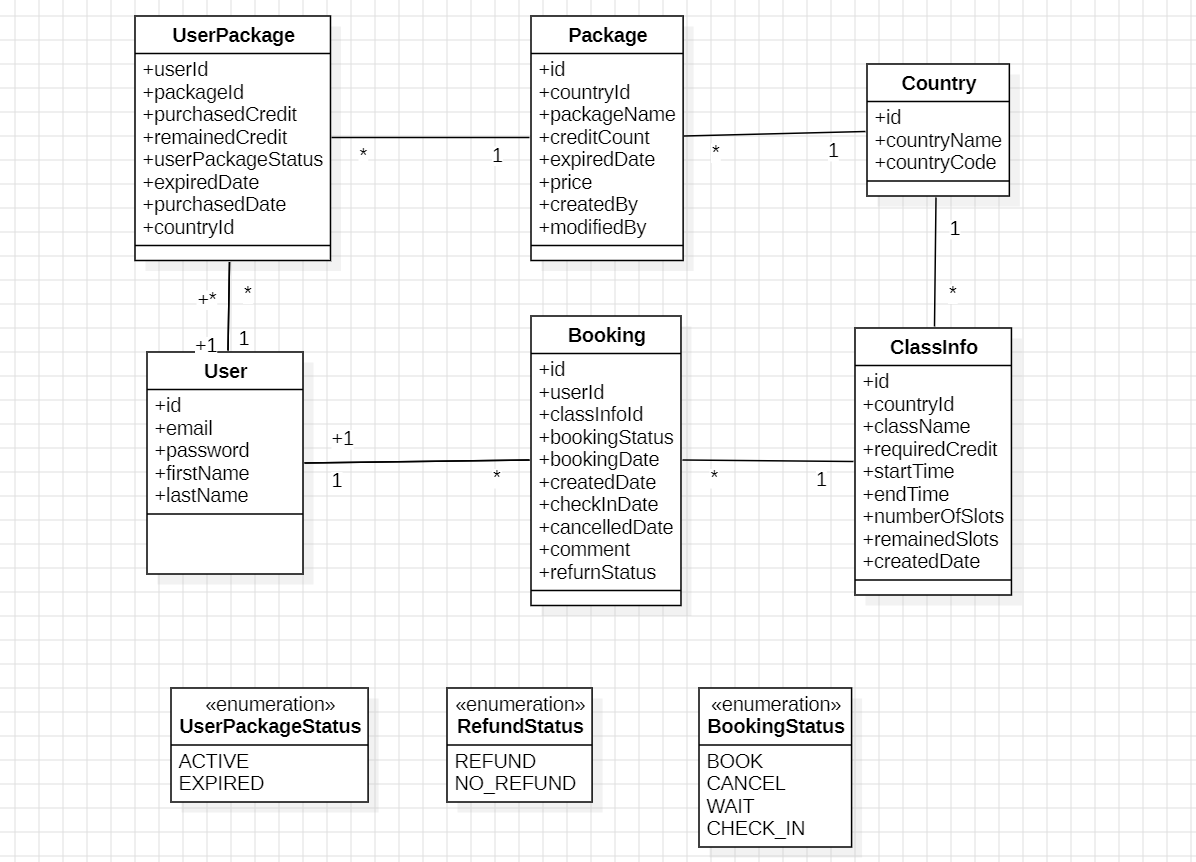 UserPackage
+userId
+packageId
+purchasedCredit
+remainedCredit
+userPackageStatus
+expiredDate
+purchasedDate
+countryId
Package
+id
+countryId
+packageName
+creditCount
+expiredDate
+price
+createdBy
+modifiedBy
Country
+id
+countryName
+countryCode
*
1
*
1
1
*
+*
*
+1
1
User
+id
+email
+password
+firstName
+lastName
+1
1
*
Booking
+id
+userId
+classInfoId
+bookingStatus
+bookingDate
+createdDate
+checkInDate
+cancelledDate
+comment
+refurnStatus
*
1
ClassInfo
+id
+countryId
+className
+requiredCredit
+startTime
+endTime
+numberOfSlots
+remainedSlots
+createdDate
«enumeration»
UserPackageStatus
ACTIVE
EXPIRED
«enumeration»
RefundStatus
REFUND
NO_REFUND
«enumeration»
BookingStatus
BOOK
CANCEL
WAIT
CHECK_IN